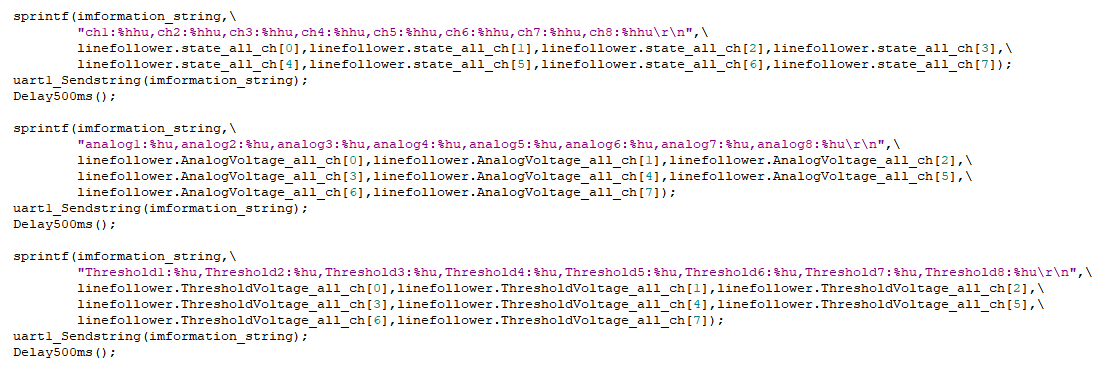 sprintf(imformation_string,\
        "ch1:%hhu,ch2:%hhu,ch3:%hhu,ch4:%hhu,ch5:%hhu,ch6:%hhu,ch7:%hhu,ch8:%hhu\r\n",\
        linefollower.state_all_ch[0],linefollower.state_all_ch[1],linefollower.state_all_ch[2],linefollower.state_all_ch[3],\
        linefollower.state_all_ch[4],linefollower.state_all_ch[5],linefollower.state_all_ch[6],linefollower.state_all_ch[7]);
uart1_Sendstring(imformation_string);
Delay500ms();

sprintf(imformation_string,\
        "analog1:%hu,analog2:%hu,analog3:%hu,analog4:%hu,analog5:%hu,analog6:%hu,analog7:%hu,analog8:%hu\r\n",\
        linefollower.AnalogVoltage_all_ch[0],linefollower.AnalogVoltage_all_ch[1],linefollower.AnalogVoltage_all_ch[2],\
        linefollower.AnalogVoltage_all_ch[3],linefollower.AnalogVoltage_all_ch[4],linefollower.AnalogVoltage_all_ch[5],\
        linefollower.AnalogVoltage_all_ch[6],linefollower.AnalogVoltage_all_ch[7]);
uart1_Sendstring(imformation_string);
Delay500ms();

sprintf(imformation_string,\
        "Threshold1:%hu,Threshold2:%hu,Threshold3:%hu,Threshold4:%hu,Threshold5:%hu,Threshold6:%hu,Threshold7:%hu,Threshold8:%hu\r\n",\
        linefollower.ThresholdVoltage_all_ch[0],linefollower.ThresholdVoltage_all_ch[1],linefollower.ThresholdVoltage_all_ch[2],\
        linefollower.ThresholdVoltage_all_ch[3],linefollower.ThresholdVoltage_all_ch[4],linefollower.ThresholdVoltage_all_ch[5],\
        linefollower.ThresholdVoltage_all_ch[6],linefollower.ThresholdVoltage_all_ch[7]);
uart1_Sendstring(imformation_string);
Delay500ms();